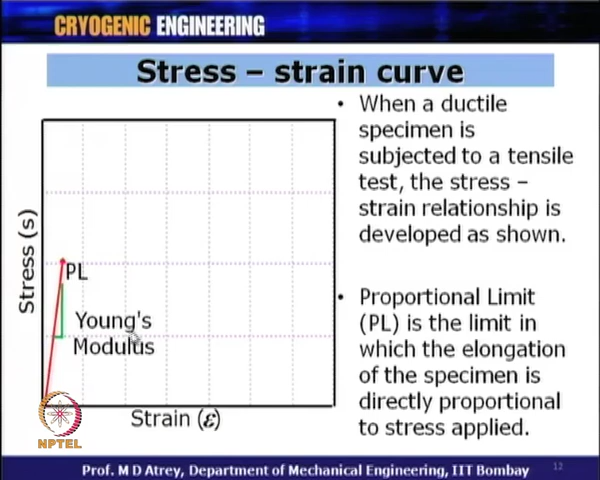 CRYOGENIC ENGINEERING
Stress – strain curve
• When a ductile
specimen is
subjected to a tensile
test, the stress –
strain relationship is
developed as shown.
• Proportional Limit
(PL) is the limit in
which the elongation
of the specimen is
directly proportional
to stress applied.
Stress (s)
PL
Young's
Modulus
Strain (ε)
NPTEL
Prof. M D Atrey, Department of Mechanical Engineering, IIT Bombay
12